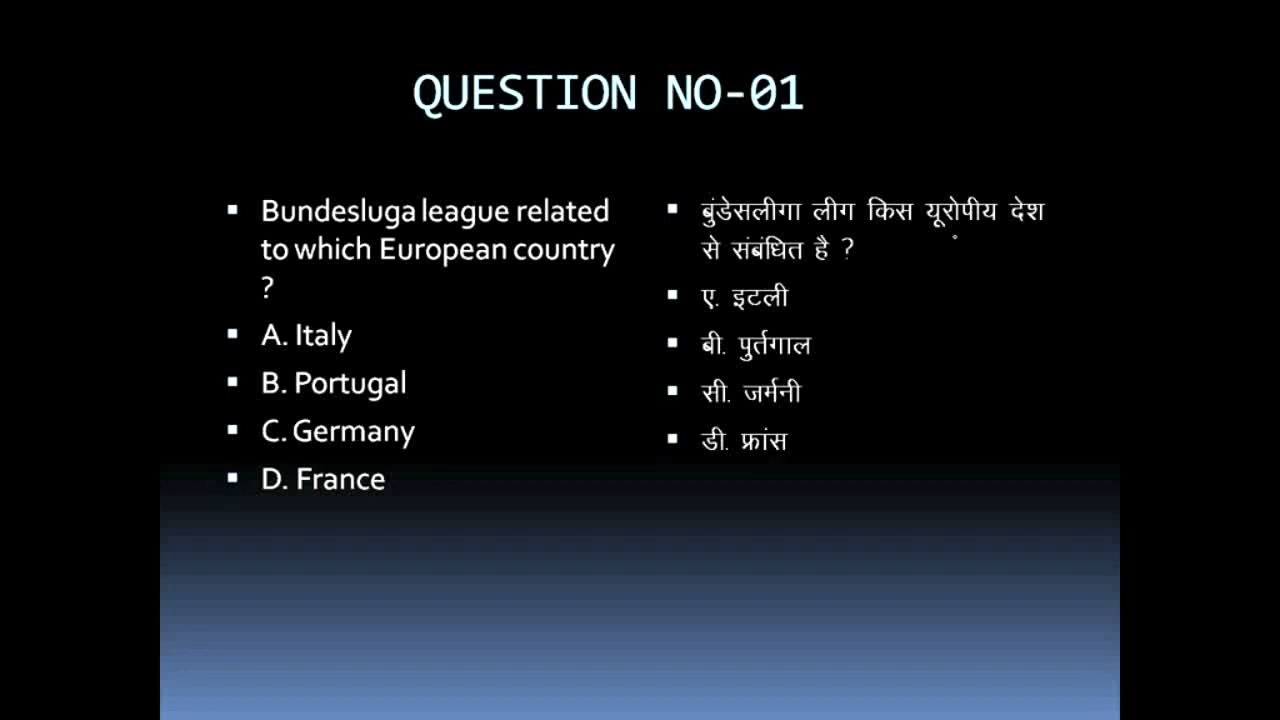 QUESTION NO-01
Bundesluga league related
to which European country
?
A. Italy
B. Portugal
C. Germany
D. France
बुंडेसलीगा लीग किस यूरोपीय देश
से संबंधित है ?
ए. इटली
बी. पुर्तगाल
सी. जर्मनी
डी. फ्रांस